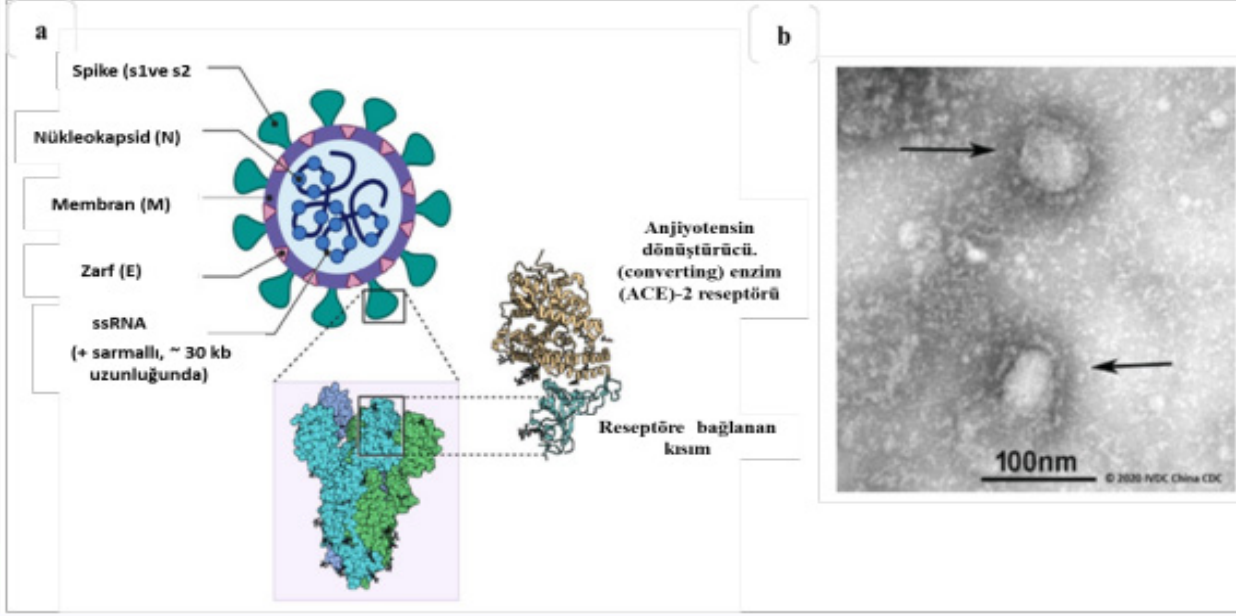 a
Spike (s1ve s2
Nükleokapsid (N)
Membran (M)
Zarf (E)
ssRNA
(+ sarmallı, ~ 30 kb
uzunluğunda)
Anjiyotensin
dönüştürücü.
(converting) enzim
(ACE)-2 reseptörü
Reseptöre bağlanan
kısım
b
100nm
© 2020 IVDC China CDC